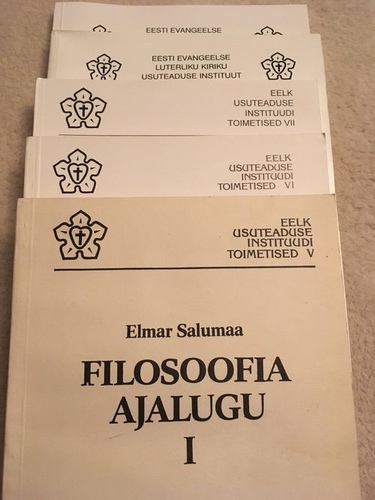 EESTI EVANGEELSE
EESTI EVANGEELSE
LUTERLIKU KIRIKU
USUTEADUSE INSTITUUT
EELK
USUTEADUSE
INSTITUUDI
TOIMETISED VII
EELK
USUTEADUSE
INSTITUUDI
TOIMETISED VI
EELK
USUTEADUSE
INSTITUUDI
TOIMETISED V
Elmar Salumaa
FILOSOOFIA
AJALUGU
I